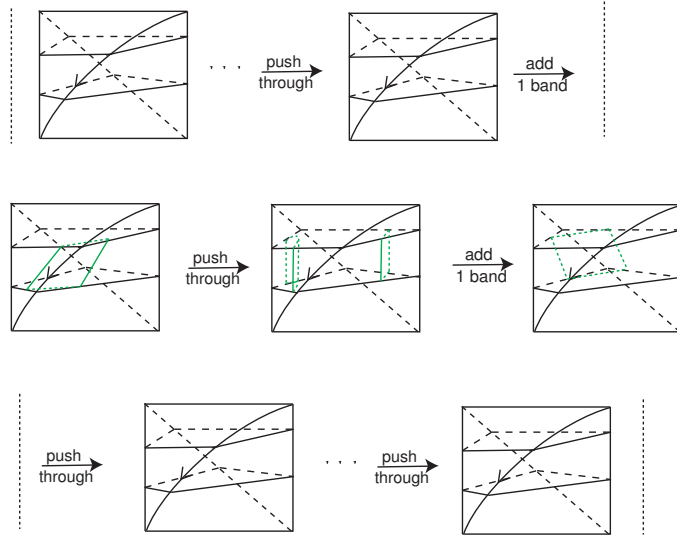 . . .
push
through
add
1 band
push
through
add
1 band
push
through
. . .
push
through